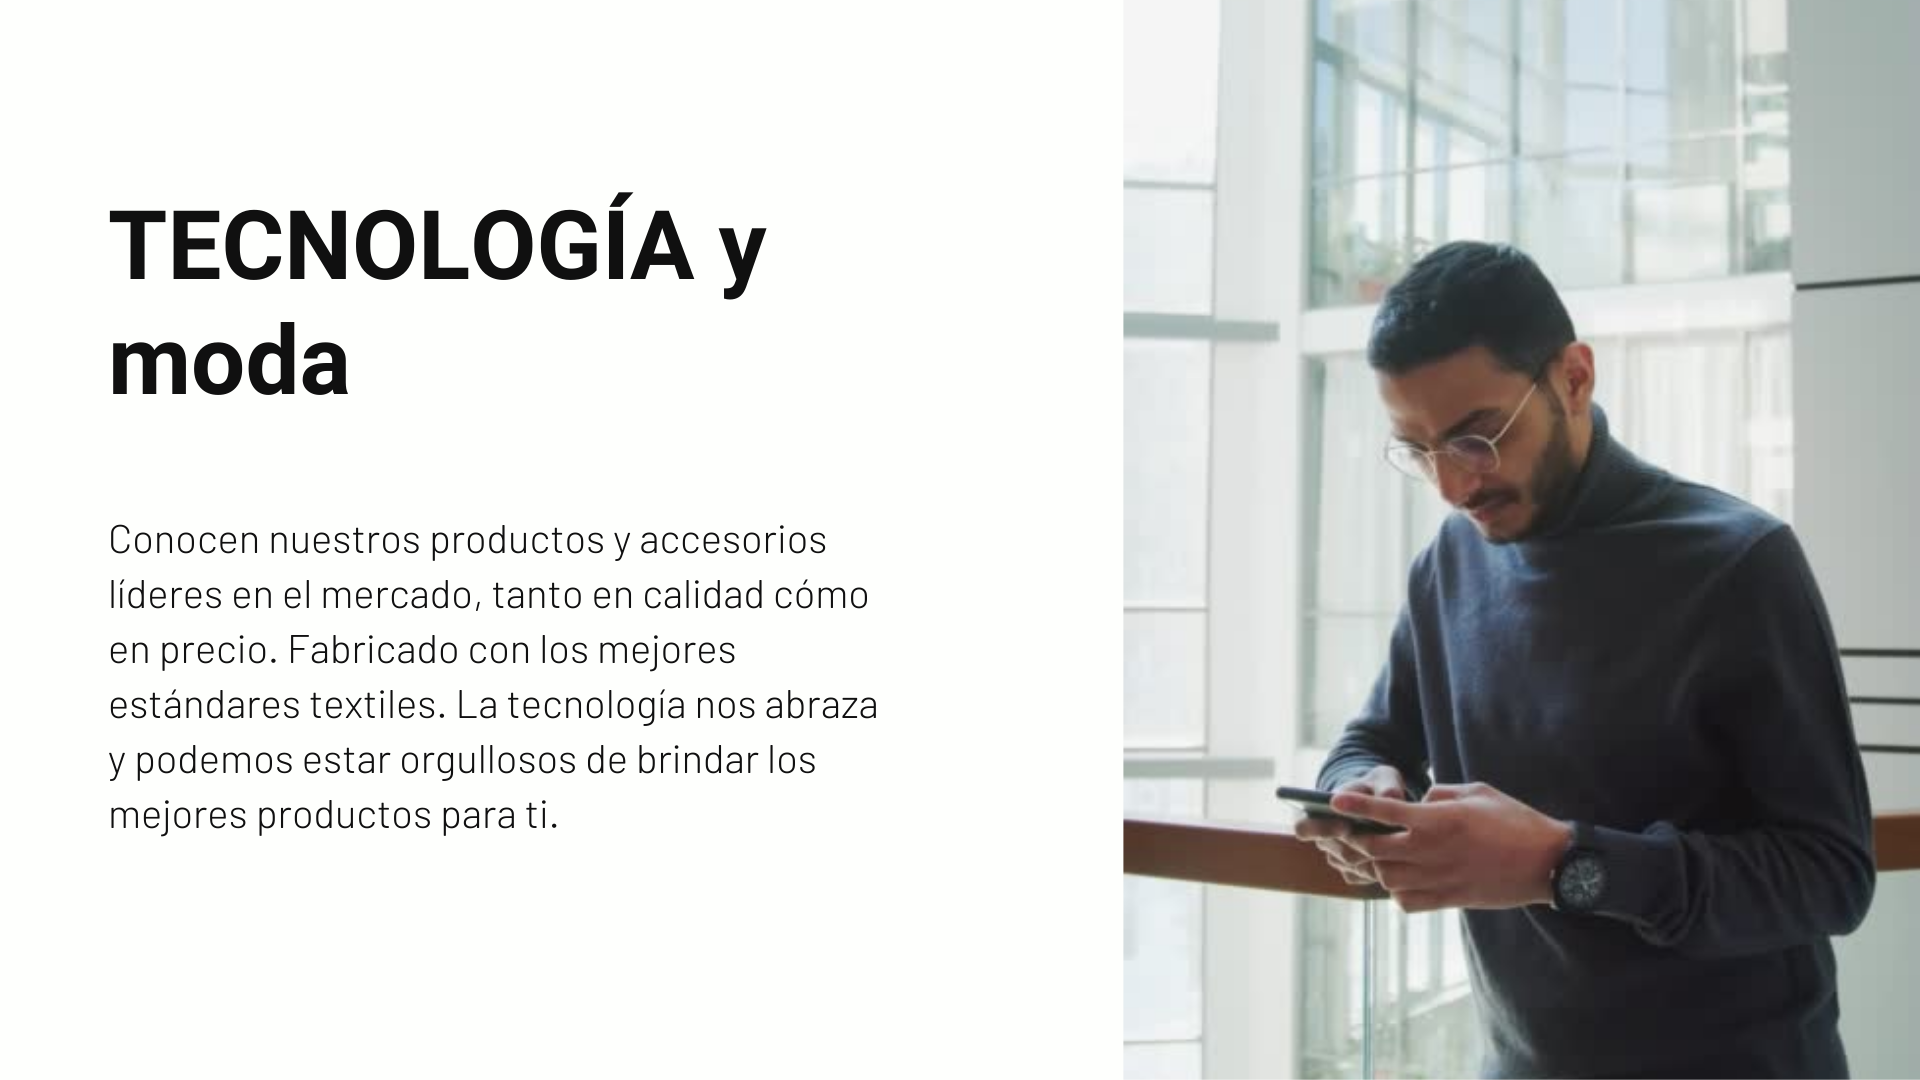 TECNOLOGÍA y
moda
Conocen nuestros productos y accesorios
líderes en el mercado, tanto en calidad cómo
en precio. Fabricado con los mejores
estándares textiles. La tecnología nos abraza
y podemos estar orgullosos de brindar los
mejores productos para ti.